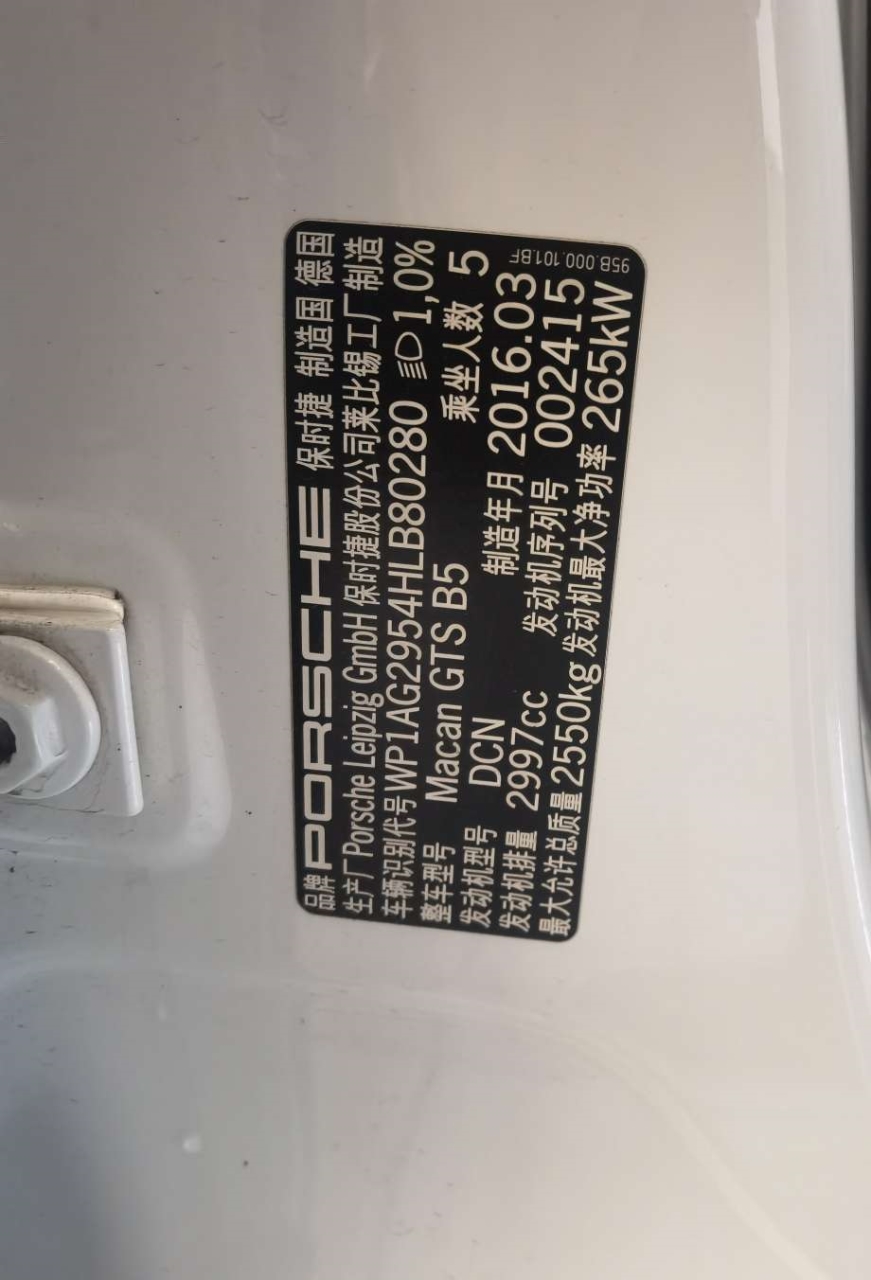 品牌 PORSCHE 保时捷 制造国 德国
生产厂 Porsche Leipzig GmbH 保时捷股份公司莱比锡工厂 制造
车辆识别代号 WP1AG2954HLB80280 1,0%
整车型号 Macan GTS B5 乘坐人数 5
发动机型号 DCN 制造年月 2016.03
发动机排量 2997cc 发动机序列号 002415
最大允许总质量 2550kg 发动机最大净功率 265kW
95B.000.101.BF